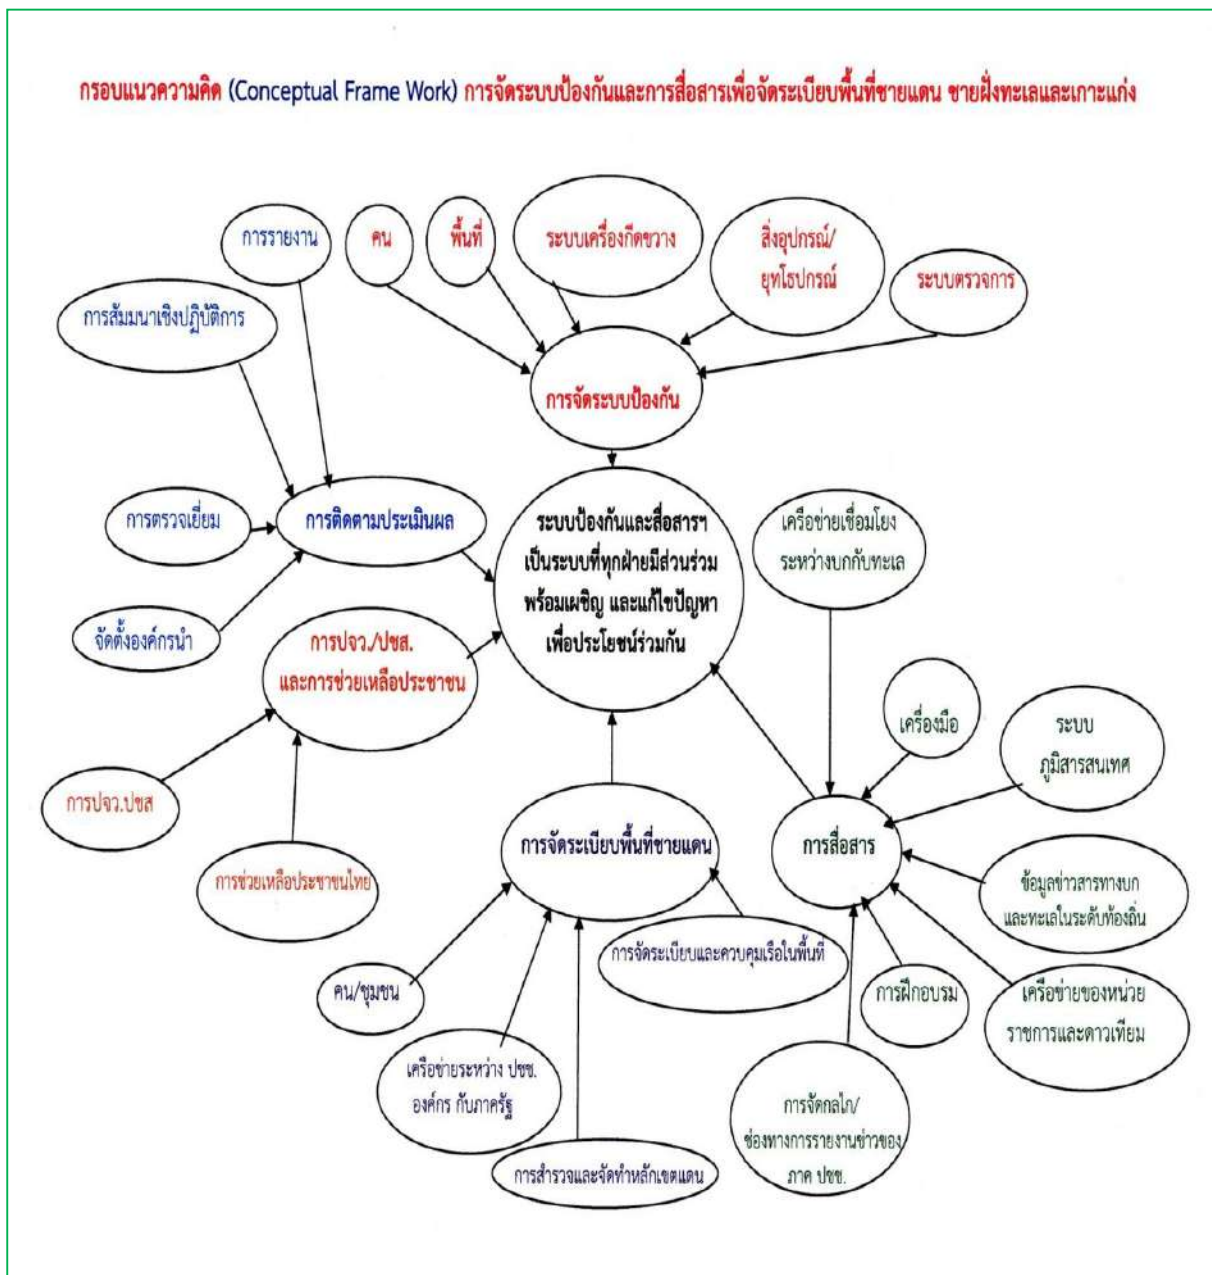 กรอบแนวความคิด (Conceptual Frame Work) การจัดระบบป้องกันและการสื่อสารเพื่อจัดระเบียบพื้นที่ชายแดน ชายฝั่งทะเลและเกาะแก่ง
การรายงาน
คน
พื้นที่
ระบบเครื่องกีดขวาง
สิ่งอุปกรณ์/
ยุทโธปกรณ์
ระบบตรวจการ
การสัมมนาเชิงปฏิบัติการ
การจัดระบบป้องกัน
การตรวจเยี่ยม
การติดตามประเมินผล
ระบบป้องกันและสื่อสารฯ
เป็นระบบที่ทุกฝ่ายมีส่วนร่วม
พร้อมเผชิญ และแก้ไขปัญหา
เพื่อประโยชน์ร่วมกัน
เครือข่ายเชื่อมโยง
ระหว่างบกกับทะเล
จัดตั้งองค์กรนำ
การปจว./ปชส.
และการช่วยเหลือประชาชน
เครื่องมือ
ระบบ
ภูมิสารสนเทศ
การปจว.ปชส
การช่วยเหลือประชาชนไทย
การจัดระเบียบพื้นที่ชายแดน
การสื่อสาร
ข้อมูลข่าวสารทางบก
และทะเลในระดับท้องถิ่น
การจัดระเบียบและควบคุมเรือในพื้นที่
คน/ชุมชน
การฝึกอบรม
เครือข่ายของหน่วย
ราชการและดาวเทียม
เครือข่ายระหว่าง ปชช.
องค์กร กับภาครัฐ
การจัดกลไก/
ช่องทางการรายงานข่าวของ
ภาค ปชช.
การสำรวจและจัดทำหลักเขตแดน